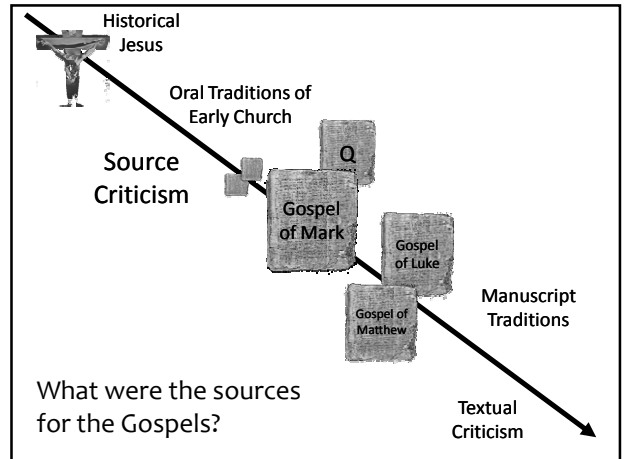 Historical
Jesus
Oral Traditions of
Early Church
Source
Criticism
Q
Gospel
of Mark
Gospel
of Luke
Gospel of
Matthew
Manuscript
Traditions
What were the sources
for the Gospels?
Textual
Criticism